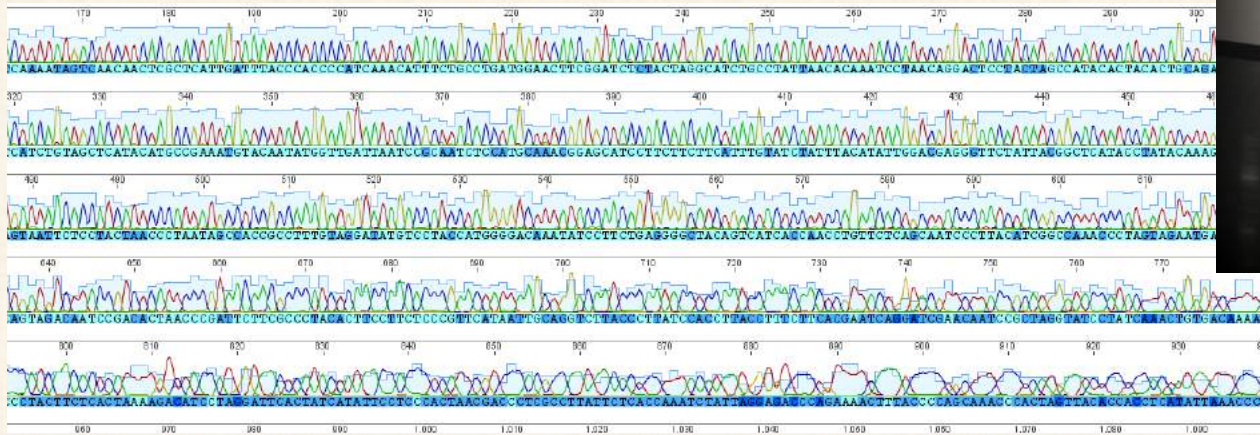 170 180 190 200 210 220 230 240 250 260 270 280 290 300
CAAAATAGTCAACAACTCGCTCATTGATTTACCCACCCCCATCAAACATTTCTGCCTGATGGAACTTCGGATCTCTACTAGGCATCTGCCTATTAACACAAATCCTAACAGGACTCCTACTAGCCATACACTACACTGCAGA
320 330 340 350 360 370 380 390 400 410 420 430 440 450
CATCTGTAGCTCATACATGCCGAAATGTACAATATGGTTGATTAATCCGCAATCTCCATGCAAACGGAGCATCCTTCTTCTTCATTTGTATCTATTTACATATTGGACGAGGGTTCTATTACGGCTCATACCTATACAAAG
480 490 500 510 520 530 540 550 560 570 580 590 600 610
GTAATTCTCCTACTAACCCTAATAGCCACCGCCTTTGTAGGATATGTCCTACCATGGGGACAAATATCCTTCTGAGGGGCTACAGTCATCACCAACCTGTTCTCAGCAATCCCTTACATCGGCCAAACCCTAGTAGAATGA
640 650 660 670 680 690 700 710 720 730 740 750 760 770
AGTAGACAATCCGACACTAACCCGATTCTTCGCCCTACACTTCCTTCTCCCGTTCATAATTGCAGGTCTTACCCTTATCCACCTTACCTTTCTTCACGAATCAGGATCGAACAATCCGCTAGGTATCCTATCAAACTGTGACAAAA
800 810 820 830 840 850 860 870 880 890 900 910 920 930
CCTACTTCTCACTAAAAGACATCCTAGGATTCACTATCATATTCCTCCCACTAACGACCCTCGCCTTATTCTCACCAAATCTATTAGGAGACCCAGAAAACTTTACCCCAGCAAACCCACTAGTTACACCACCTCATATTAAACCC
960 970 980 990 1.000 1.010 1.020 1.030 1.040 1.050 1.060 1.070 1.080 1.090